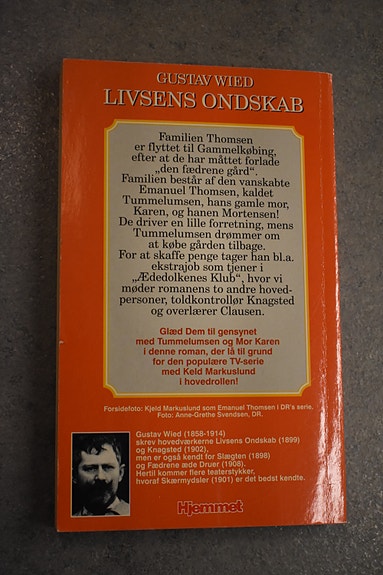 GUSTAV WIED
LIVSENS ONDSKAB
Familien Thomsen
er flyttet til Gammelkøbing,
efter at de har måttet forlade
„den fædrene gård“.
Familien består af den vanskabte
Emanuel Thomsen, kaldet
Tummelumsen, hans gamle mor,
Karen, og hanen Mortensen!
De driver en lille forretning, mens
Tummelumsen drømmer om
at købe gården tilbage.
For at skaffe penge tager han bl.a.
ekstrajob som tjener i
„Ædedolkenes Klub“, hvor vi
møder romanens to andre hoved-
personer, toldkontrollør Knagsted
og overlærer Clausen.
Glæd Dem til gensynet
med Tummelumsen og Mor Karen
i denne roman, der lå til grund
for den populære TV-serie
med Keld Markuslund
i hovedrollen!
Forsidefoto: Kjeld Markuslund som Emanuel Thomsen i DR's serie.
Foto; Anne-Grethe Svendsen, DR.
Gustav Wied (1858-1914)
skrev hovedværkerne Livsens Ondskab (1899)
og Knagsted (1902),
men er også kendt for Slægten (1898)
og Fædrene æde Druer (1908).
Hertil kommer flere teaterstykker,
hvoraf Skærmydsler (1901) er det bedst kendte.
Hjemmet